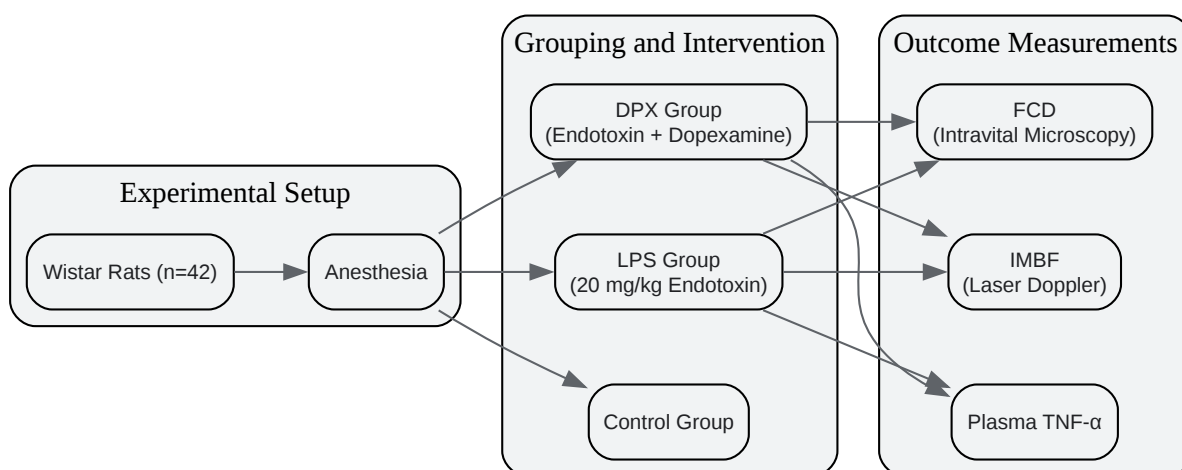 Experimental Setup
Wistar Rats (n=42)
Anesthesia
Grouping and Intervention
DPX Group
(Endotoxin + Dopexamine)
LPS Group
(20 mg/kg Endotoxin)
Control Group
Outcome Measurements
FCD
(Intravital Microscopy)
IMBF
(Laser Doppler)
Plasma TNF-α